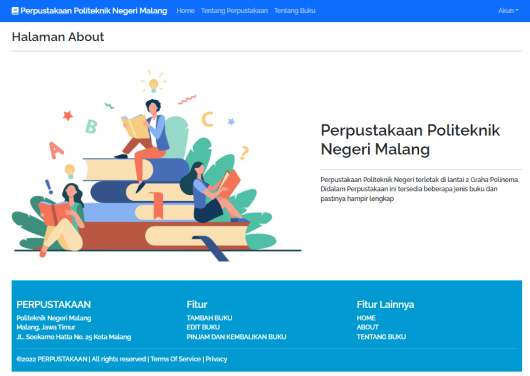 Perpustakaan Politeknik Negeri Malang Home Tentang Perpustakaan Tentang Buku Akun
Halaman About
A B C ?
!
Perpustakaan Politeknik
Negeri Malang
Perpustakaan Politeknik Negeri terletak di lantai 2 Graha Polinema.
Didalam Perpustakaan ini tersedia beberapa jenis buku dan
pastinya hampir lengkap
PERPUSTAKAAN
Politeknik Negeri Malang
Malang, Jawa Timur
JL. Soekarno Hatta No. 25 Kota Malang
Fitur
TAMBAH BUKU
EDIT BUKU
PINJAM DAN KEMBALIKAN BUKU
Fitur Lainnya
HOME
ABOUT
TENTANG BUKU
©2022 PERPUSTAKAAN | All rights reserved | Terms Of Service | Privacy